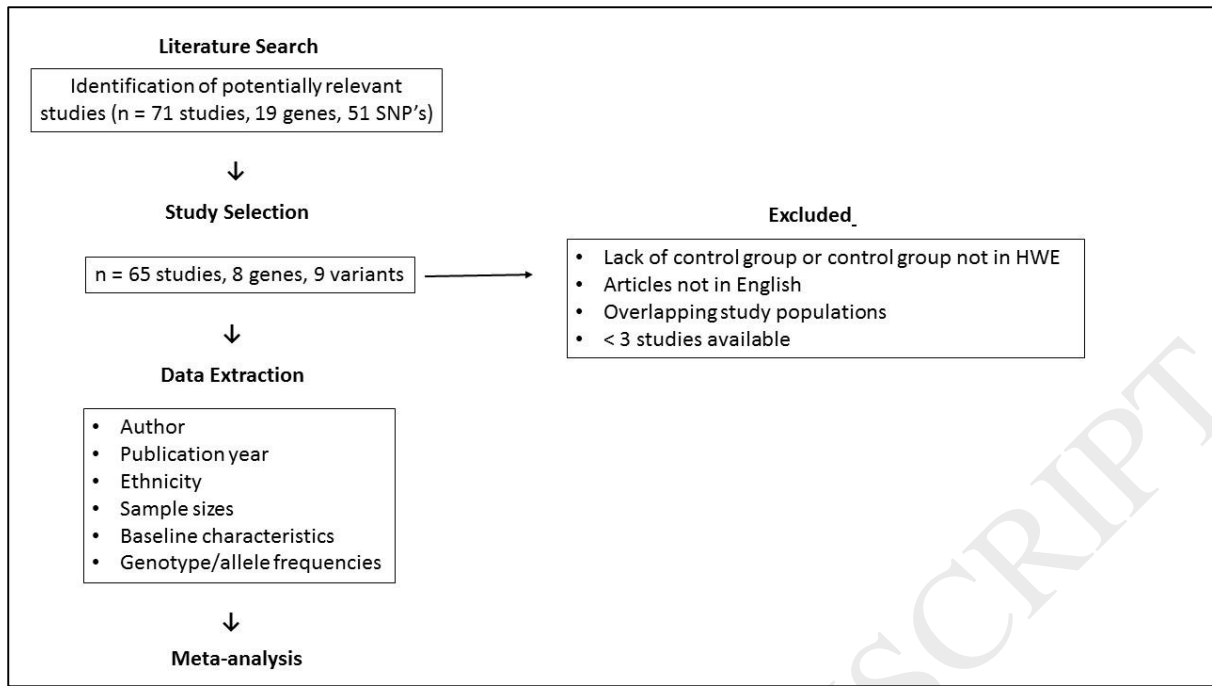 Literature Search
Identification of potentially relevant
studies (n = 71 studies, 19 genes, 51 SNP’s)
↓
Study Selection
n = 65 studies, 8 genes, 9 variants
Excluded_
• Lack of control group or control group not in HWE
• Articles not in English
• Overlapping study populations
• < 3 studies available
↓
Data Extraction
• Author
• Publication year
• Ethnicity
• Sample sizes
• Baseline characteristics
• Genotype/allele frequencies
↓
Meta-analysis
SCRIPT